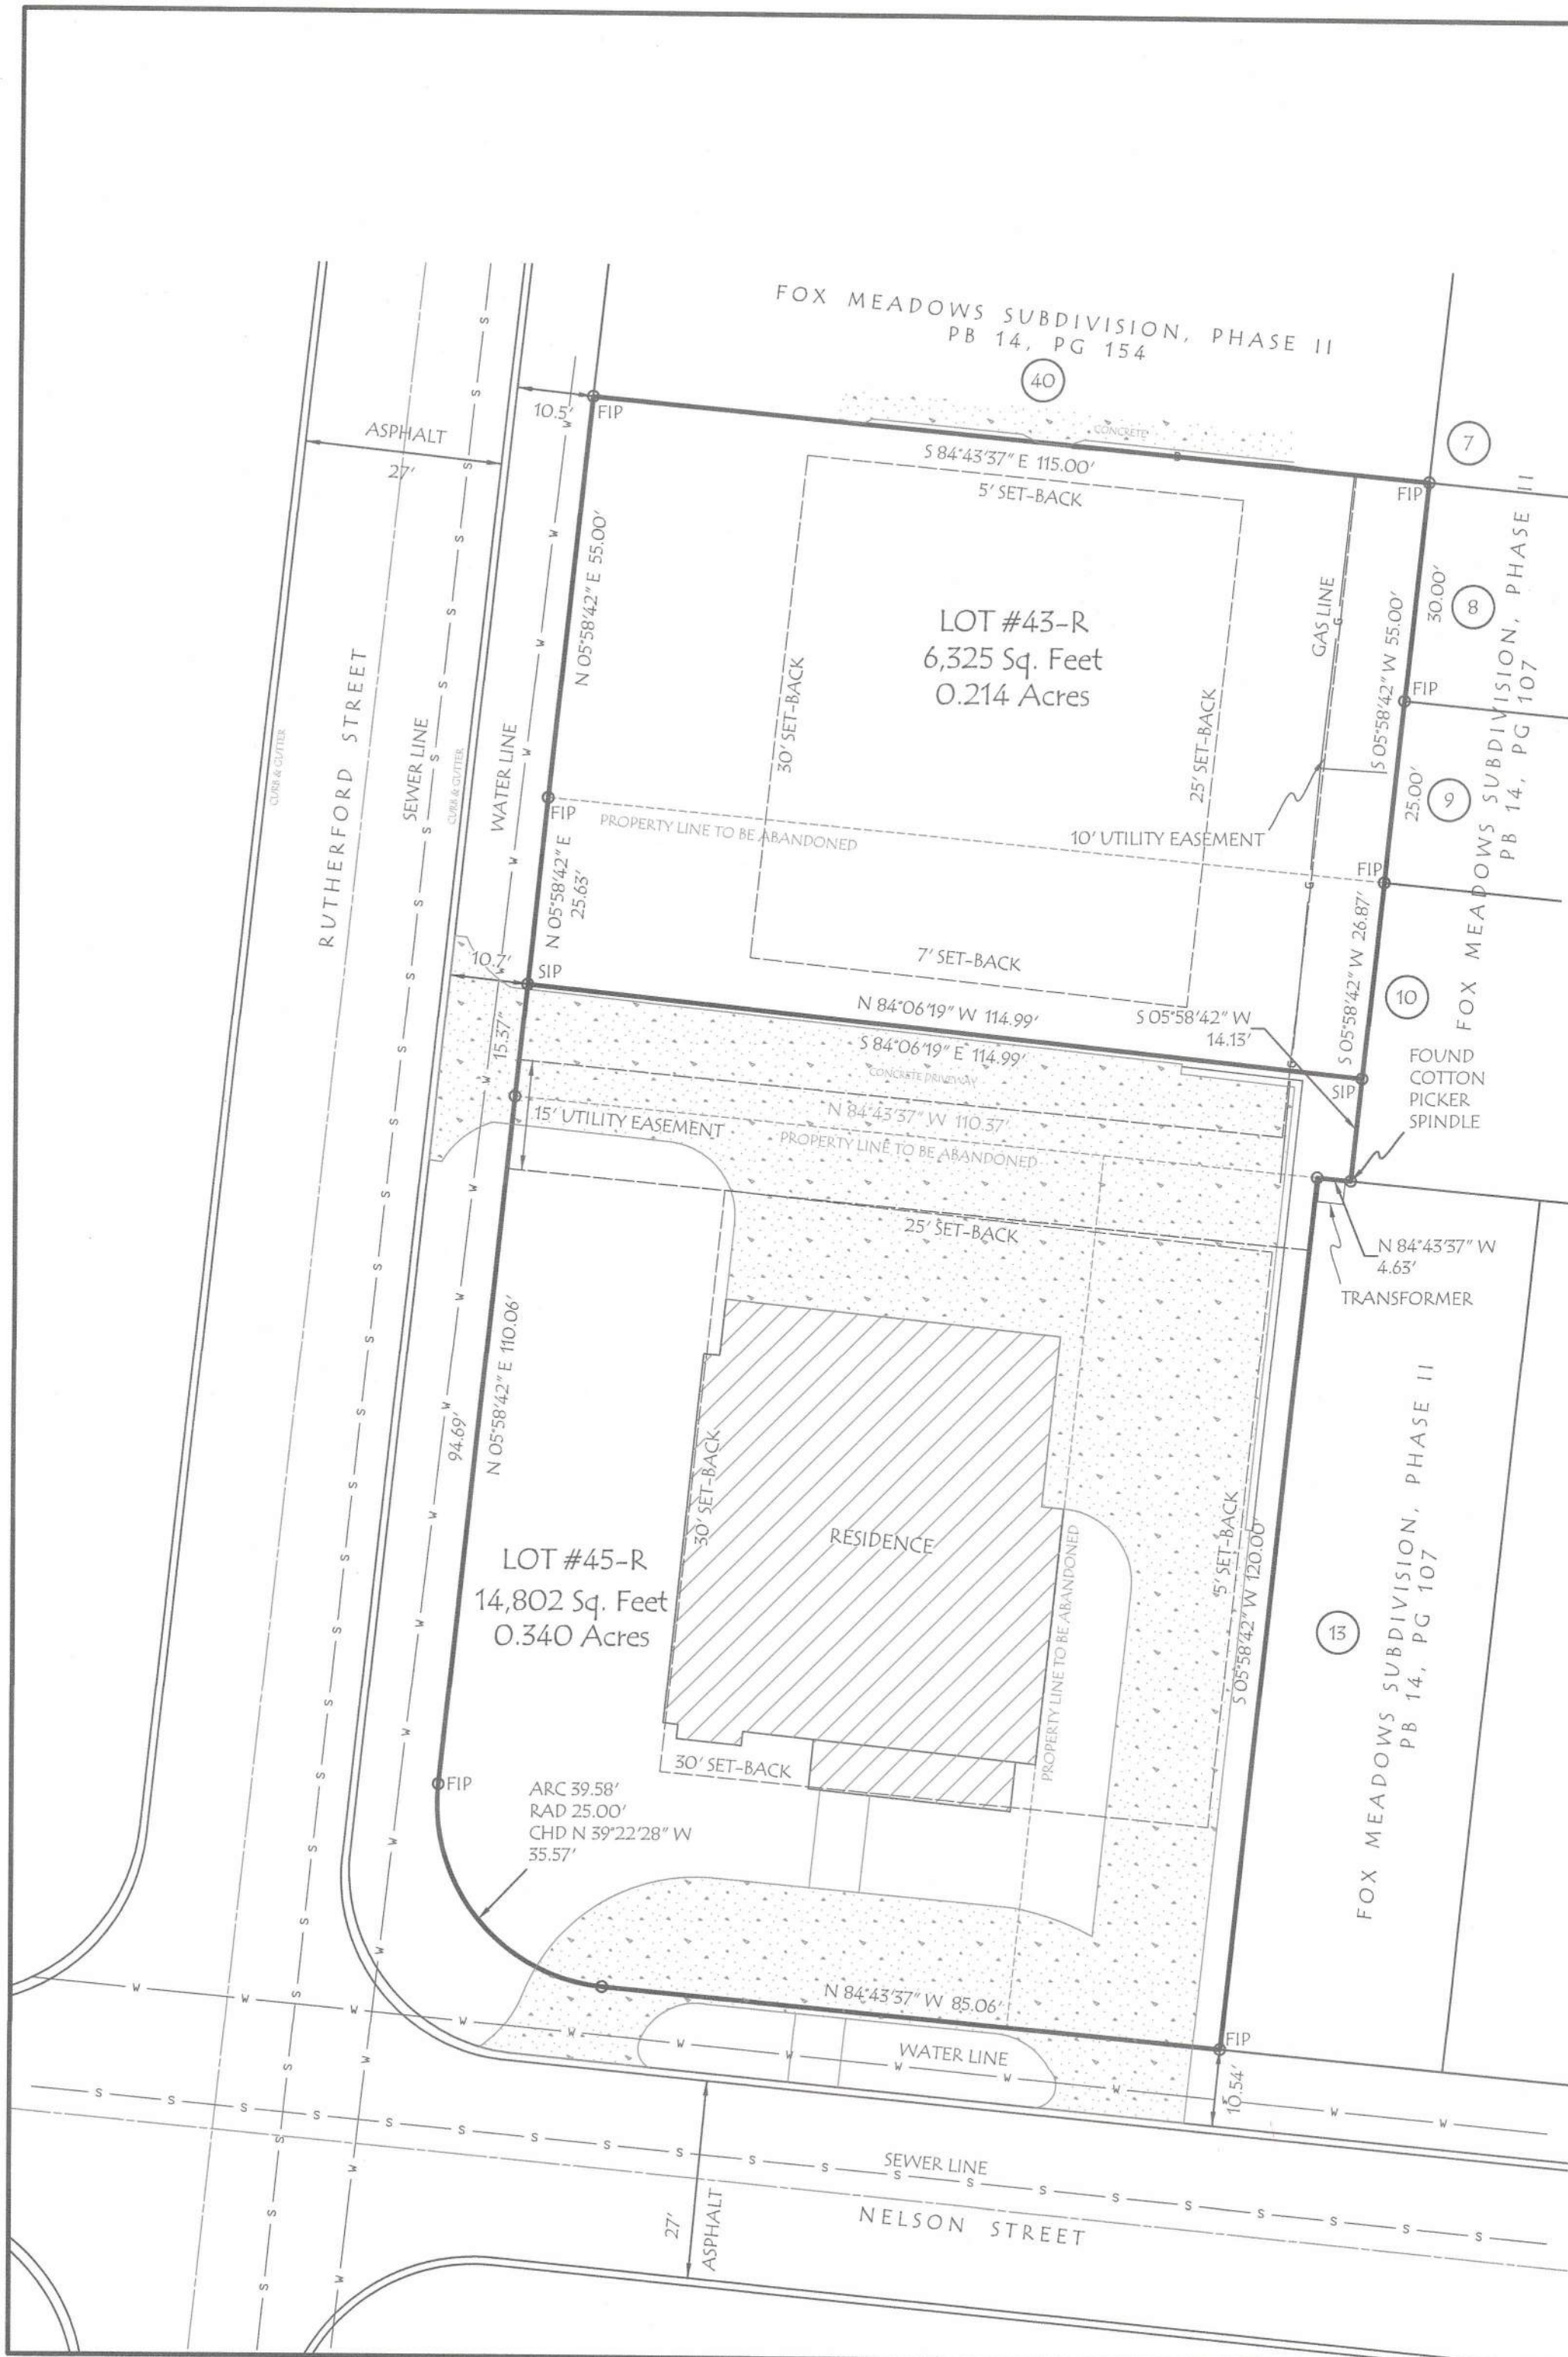 FOX MEADOWS SUBDIVISION, PHASE II
PB 14, PG 154
40
10.5'
FIP
CONCRETE
7
ASPHALT
27'
S 84°43'37" E 115.00'
5' SET-BACK
FIP
N 05°58'42" E 55.00'
LOT #43-R
6,325 Sq. Feet
0.214 Acres
GAS LINE
S 05°58'42" W 55.00'
30.00'
8
FOX MEADOWS SUBDIVISION, PHASE II
PB 14, PG 107
30' SET-BACK
25' SET-BACK
FIP
RUTHERFORD STREET
CURB & GUTTER
SEWER LINE
CURB & GUTTER
WATER LINE
FIP
PROPERTY LINE TO BE ABANDONED
10' UTILITY EASEMENT
25.00'
9
FIP
N 05°58'42" E
25.63'
S 05°58'42" W 26.87'
10.7'
SIP
7' SET-BACK
10
N 84°06'19" W 114.99'
S 05°58'42" W
14.13'
S 84°06'19" E 114.99'
15.37"
CONCRETE DRIVEWAY
SIP
FOUND
COTTON
PICKER
SPINDLE
N 84°43'37" W 110.37'
15' UTILITY EASEMENT
PROPERTY LINE TO BE ABANDONED
25' SET-BACK
N 84°43'37" W
4.63'
TRANSFORMER
N 05°58'42" E 110.06'
94.69'
30' SET-BACK
RESIDENCE
PROPERTY LINE TO BE ABANDONED
5' SET-BACK
S 05°58'42" W 120.00'
LOT #45-R
14,802 Sq. Feet
0.340 Acres
13
FOX MEADOWS SUBDIVISION, PHASE II
PB 14, PG 107
30' SET-BACK
FIP
ARC 39.58'
RAD 25.00'
CHD N 39°22'28" W
35.57'
N 84°43'37" W 85.06'
FIP
WATER LINE
10.54'
SEWER LINE
27'
ASPHALT
NELSON STREET